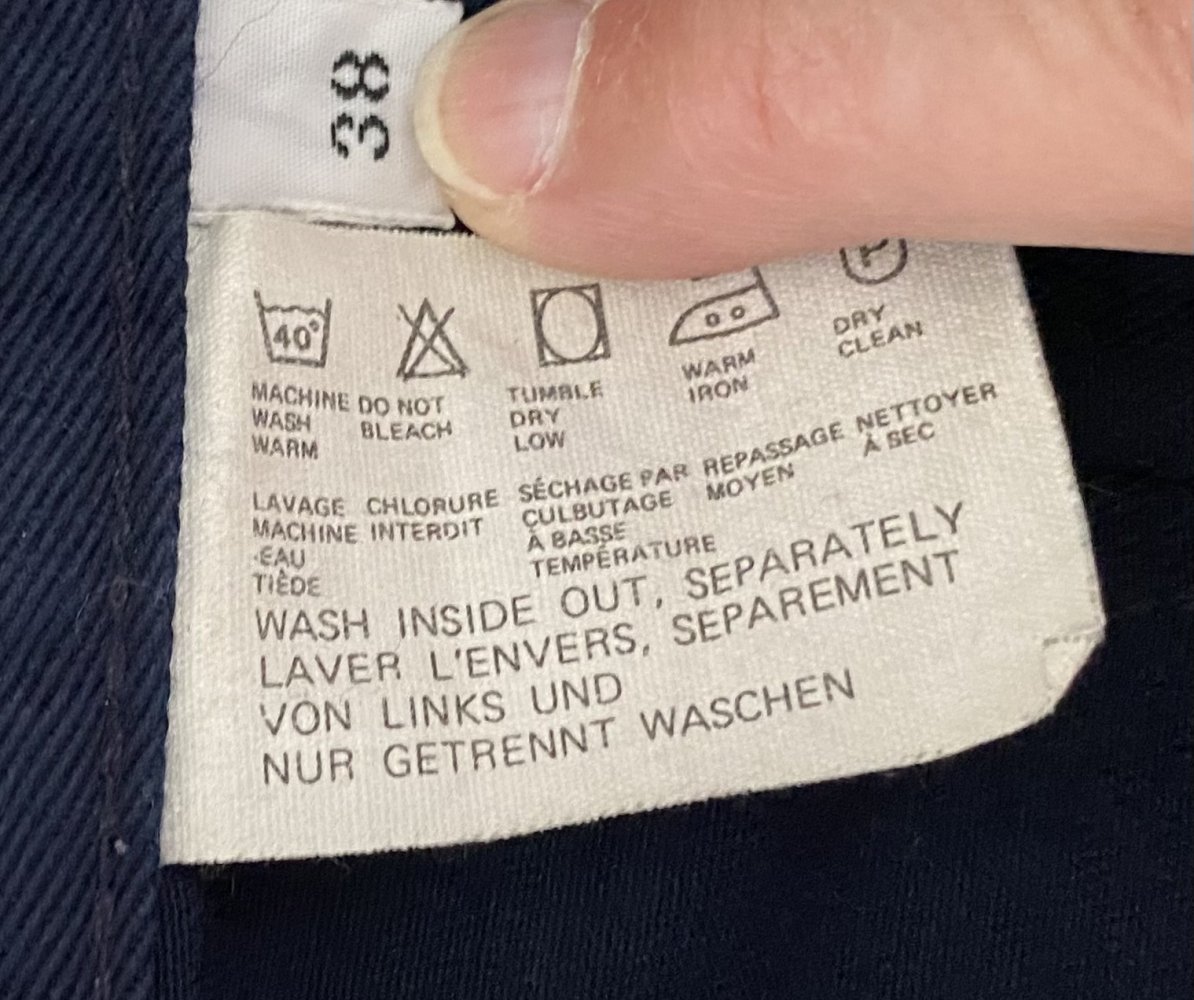 38
40°
P
MACHINE
WASH
WARM
DO NOT
BLEACH
TUMBLE
DRY
LOW
WARM
IRON
DRY
CLEAN
LAVAGE
MACHINE
EAU
TIÈDE
CHLORURE
INTERDIT
SÉCHAGE PAR
CULBUTAGE
À BASSE
TEMPÉRATURE
REPASSAGE
MOYEN
NETTOYER
À SEC
WASH INSIDE OUT, SEPARATELY
LAVER L'ENVERS, SEPAREMENT
VON LINKS UND
NUR GETRENNT WASCHEN